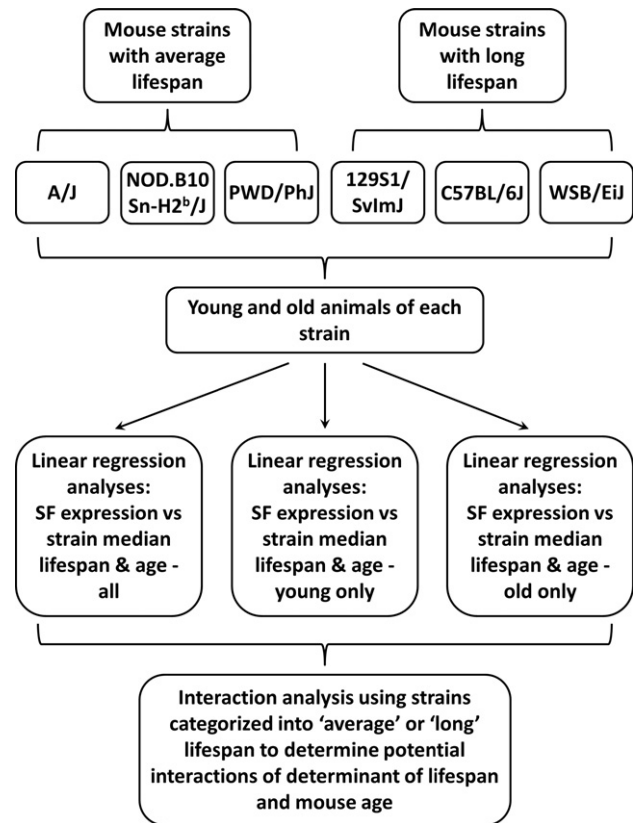 Mouse strains
with average
lifespan
Mouse strains
with long
lifespan
A/J
NOD.B10
Sn-H2ᵇ/J
PWD/PhJ
129S1/
SvImJ
C57BL/6J
WSB/EiJ
Young and old animals of each
strain
Linear regression
analyses:
SF expression vs
strain median
lifespan & age -
all
Linear regression
analyses:
SF expression vs
strain median
lifespan & age -
young only
Linear regression
analyses:
SF expression vs
strain median
lifespan & age -
old only
Interaction analysis using strains
categorized into ‘average’ or ‘long’
lifespan to determine potential
interactions of determinant of lifespan
and mouse age